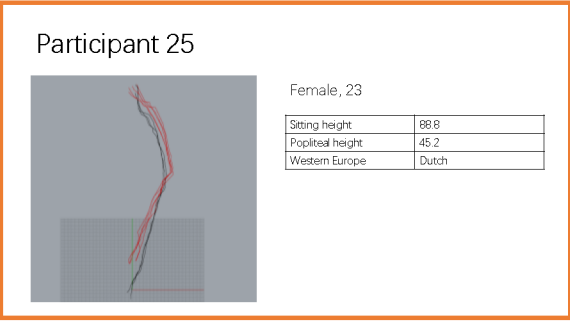 Participant 25
Female, 23
Sitting height 88.8
Popliteal height 45.2
Western Europe Dutch